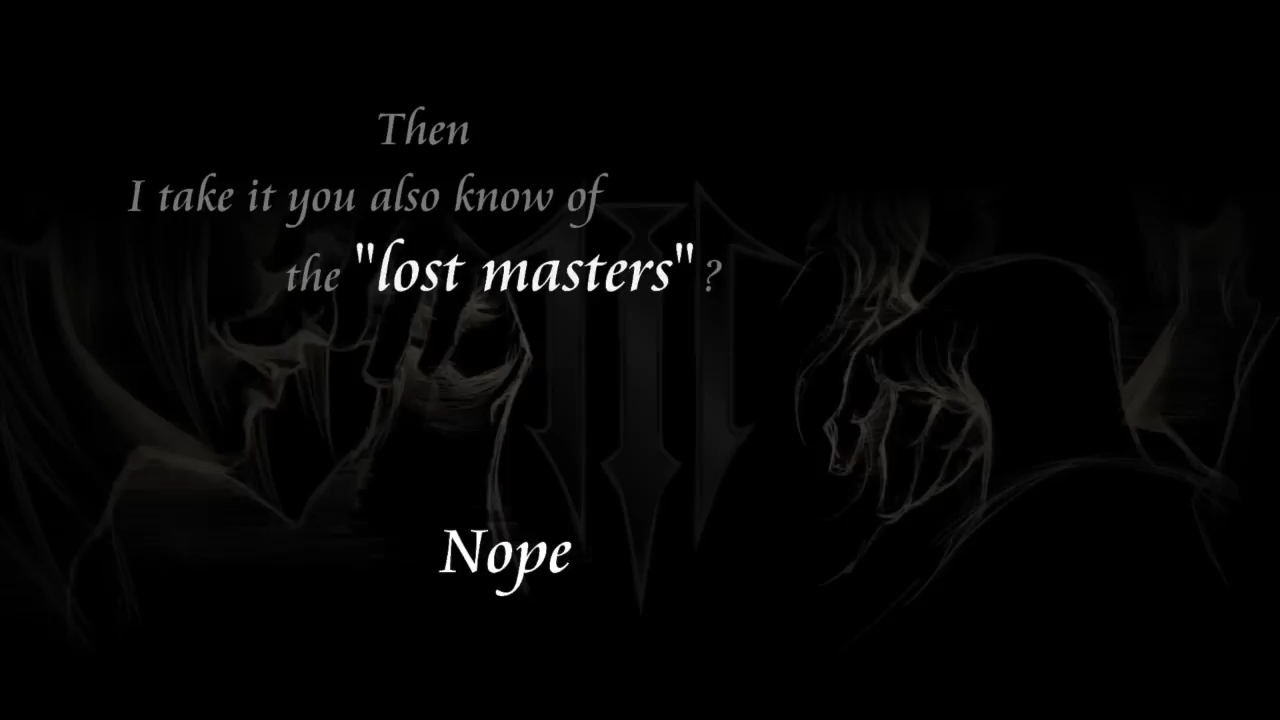 Then
I take it you also know of
the "lost masters" ?
Nope